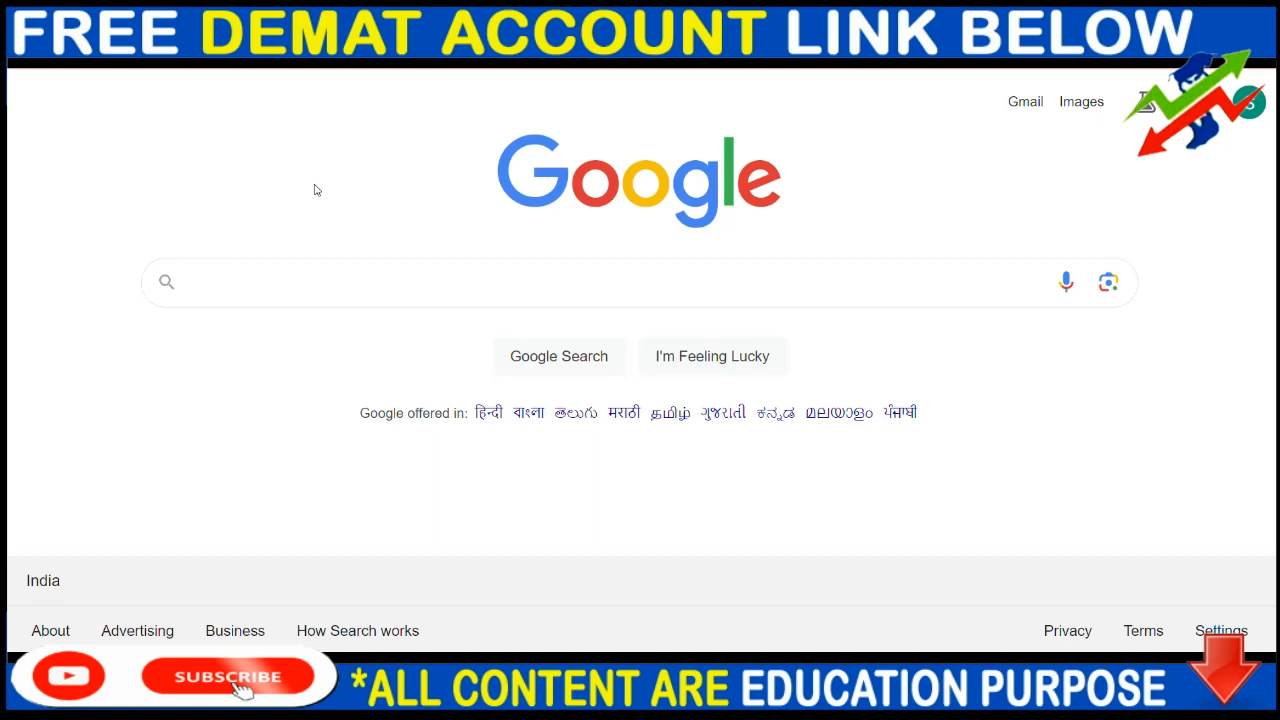 FREE DEMAT ACCOUNT LINK BELOW
Gmail Images
Google
Google Search I'm Feeling Lucky
Google offered in: हिन्दी বাংলা తెలుగు मराठी தமிழ் ગુજરાતી ಕನ್ನಡ മലയാളം ਪੰਜਾਬੀ
India
About Advertising Business How Search works Privacy Terms Settings
SUBSCRIBE
*ALL CONTENT ARE EDUCATION PURPOSE